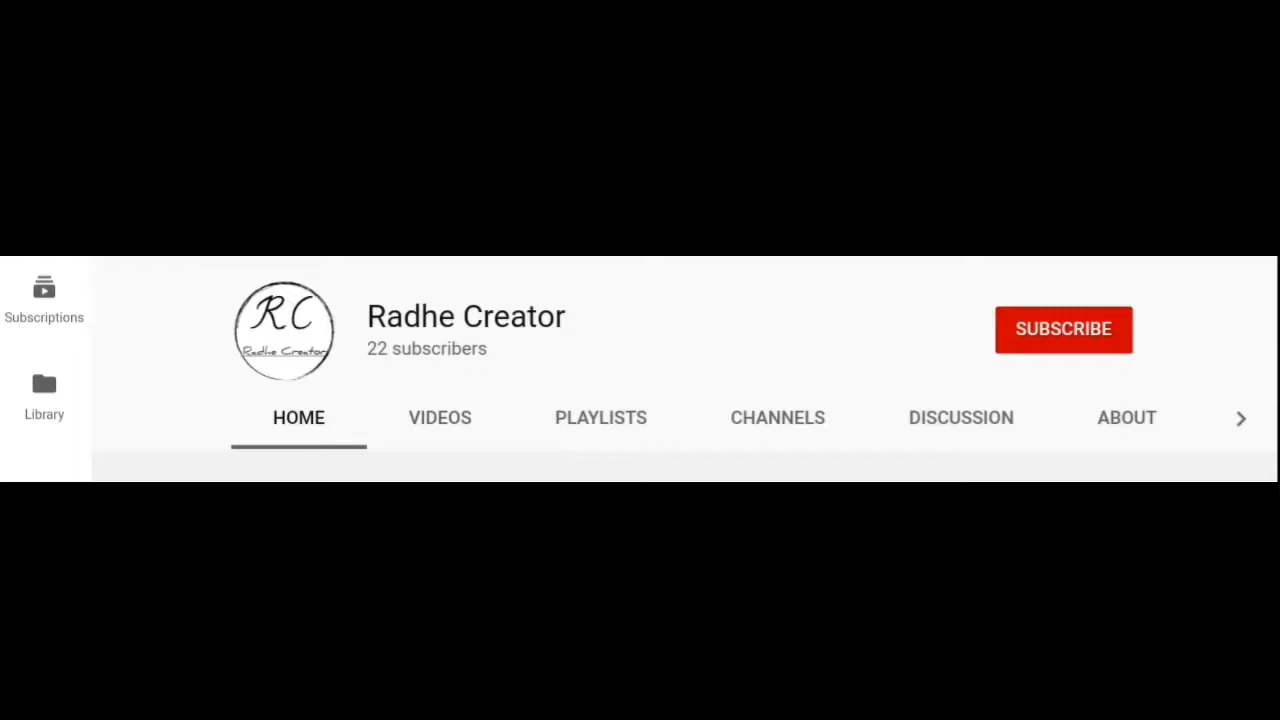 Subscriptions
Library
RC
Radhe Creator
Radhe Creator
22 subscribers
SUBSCRIBE
HOME VIDEOS PLAYLISTS CHANNELS DISCUSSION ABOUT